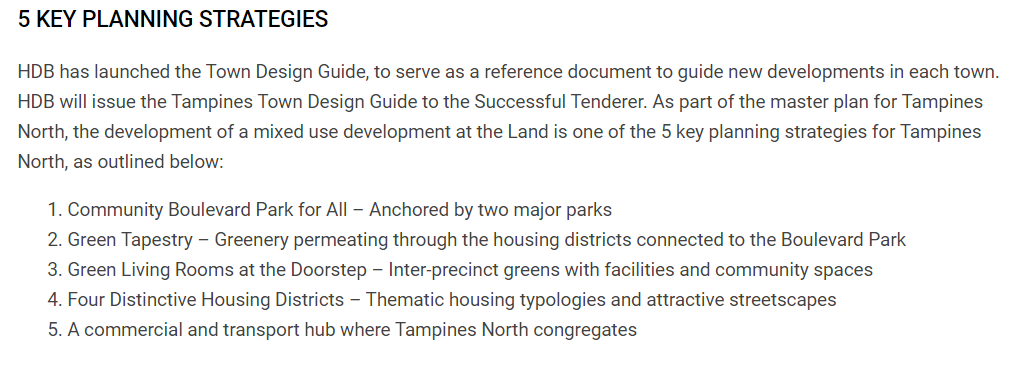 5 KEY PLANNING STRATEGIES
HDB has launched the Town Design Guide, to serve as a reference document to guide new developments in each town.
HDB will issue the Tampines Town Design Guide to the Successful Tenderer. As part of the master plan for Tampines
North, the development of a mixed use development at the Land is one of the 5 key planning strategies for Tampines
North, as outlined below:
1. Community Boulevard Park for All – Anchored by two major parks
2. Green Tapestry – Greenery permeating through the housing districts connected to the Boulevard Park
3. Green Living Rooms at the Doorstep – Inter-precinct greens with facilities and community spaces
4. Four Distinctive Housing Districts – Thematic housing typologies and attractive streetscapes
5. A commercial and transport hub where Tampines North congregates